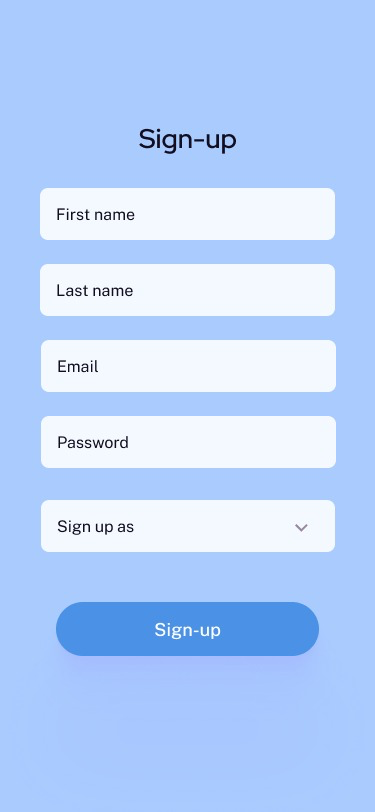 Sign-up
First name
Last name
Email
Password
Sign up as
Sign-up